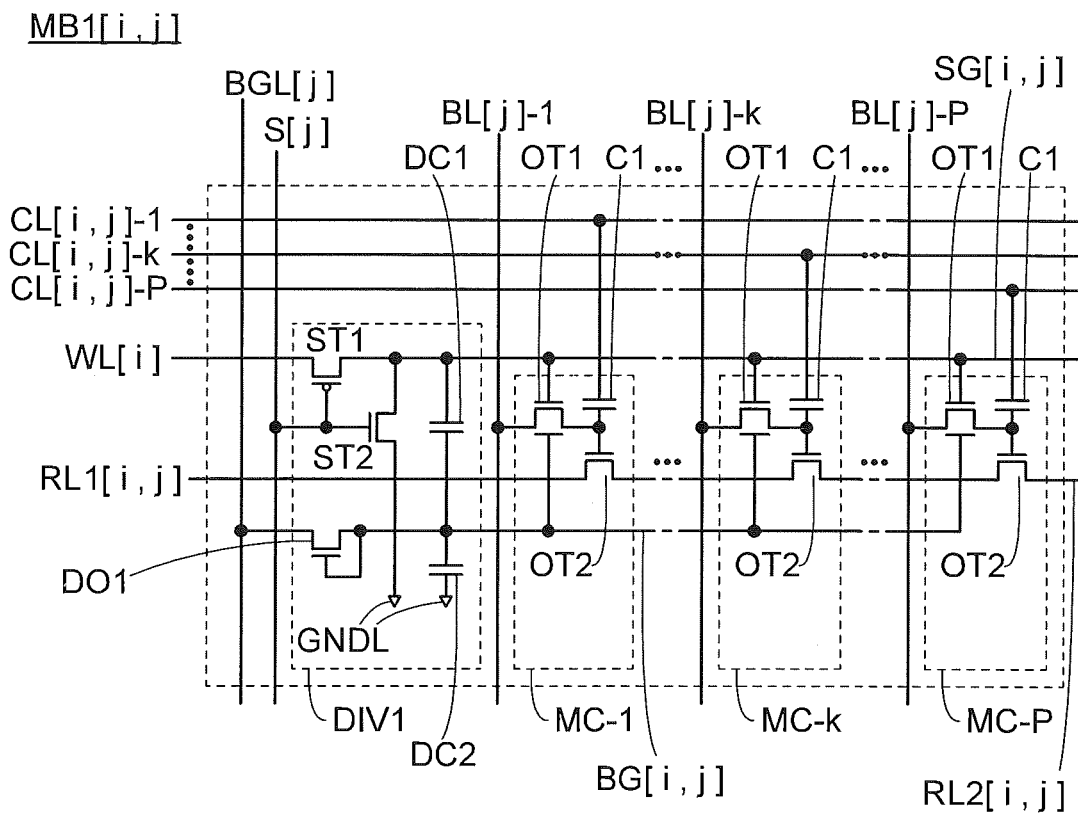 MB1[i,j]
BGL[j]
S[j]
BL[j]-1
BL[j]-k
BL[j]-P
SG[i,j]
DC1
OT1
C1
OT1
C1
OT1
C1
CL[i,j]-1
CL[i,j]-k
CL[i,j]-P
WL[i]
ST1
ST2
RL1[i,j]
DO1
OT2
OT2
OT2
GNDL
DIV1
DC2
MC-1
MC-k
MC-P
BG[i,j]
RL2[i,j]